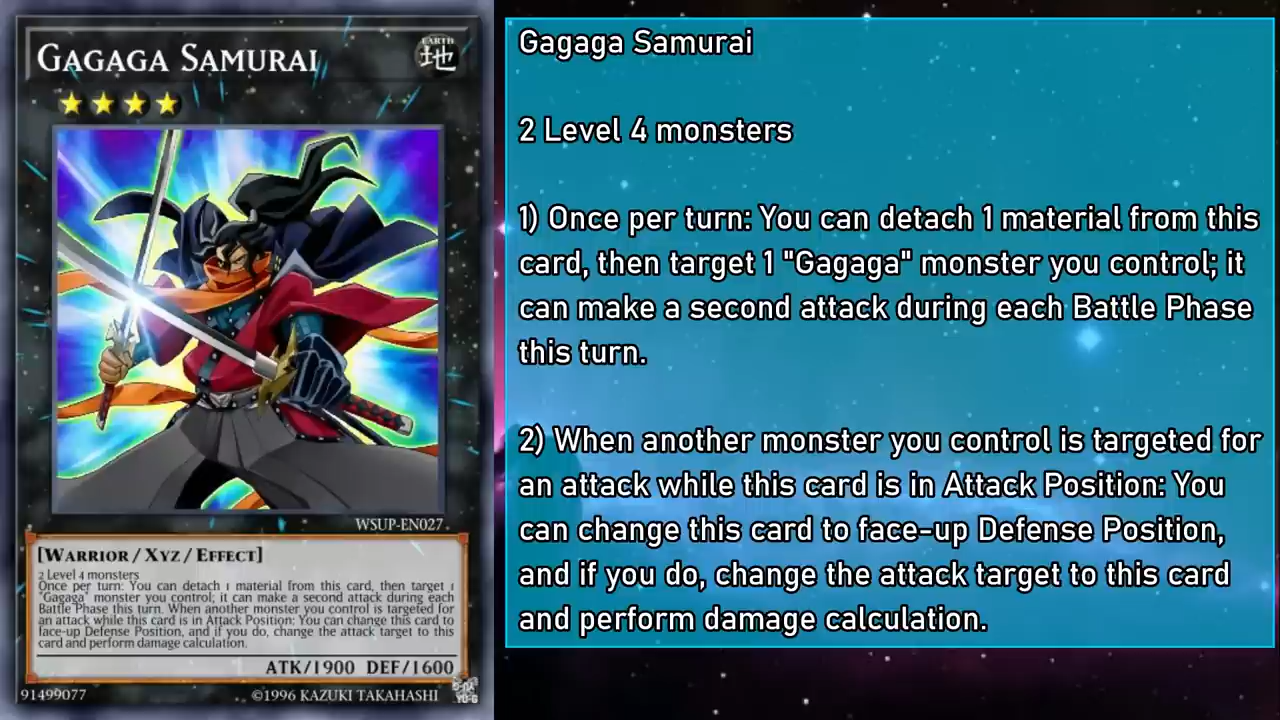 GAGAGA SAMURAI
EARTH
地
WSUP-EN027
[WARRIOR / XYZ / EFFECT]
2 Level 4 monsters
Once per turn: You can detach 1 material from this card, then target 1
"Gagaga" monster you control; it can make a second attack during each
Battle Phase this turn. When another monster you control is targeted for
an attack while this card is in Attack Position: You can change this card to
face-up Defense Position, and if you do, change the attack target to this
card and perform damage calculation.
ATK/1900 DEF/1600
91499077
©1996 KAZUKI TAKAHASHI
Gagaga Samurai
2 Level 4 monsters
1) Once per turn: You can detach 1 material from this
card, then target 1 "Gagaga" monster you control; it
can make a second attack during each Battle Phase
this turn.
2) When another monster you control is targeted for
an attack while this card is in Attack Position: You
can change this card to face-up Defense Position,
and if you do, change the attack target to this card
and perform damage calculation.